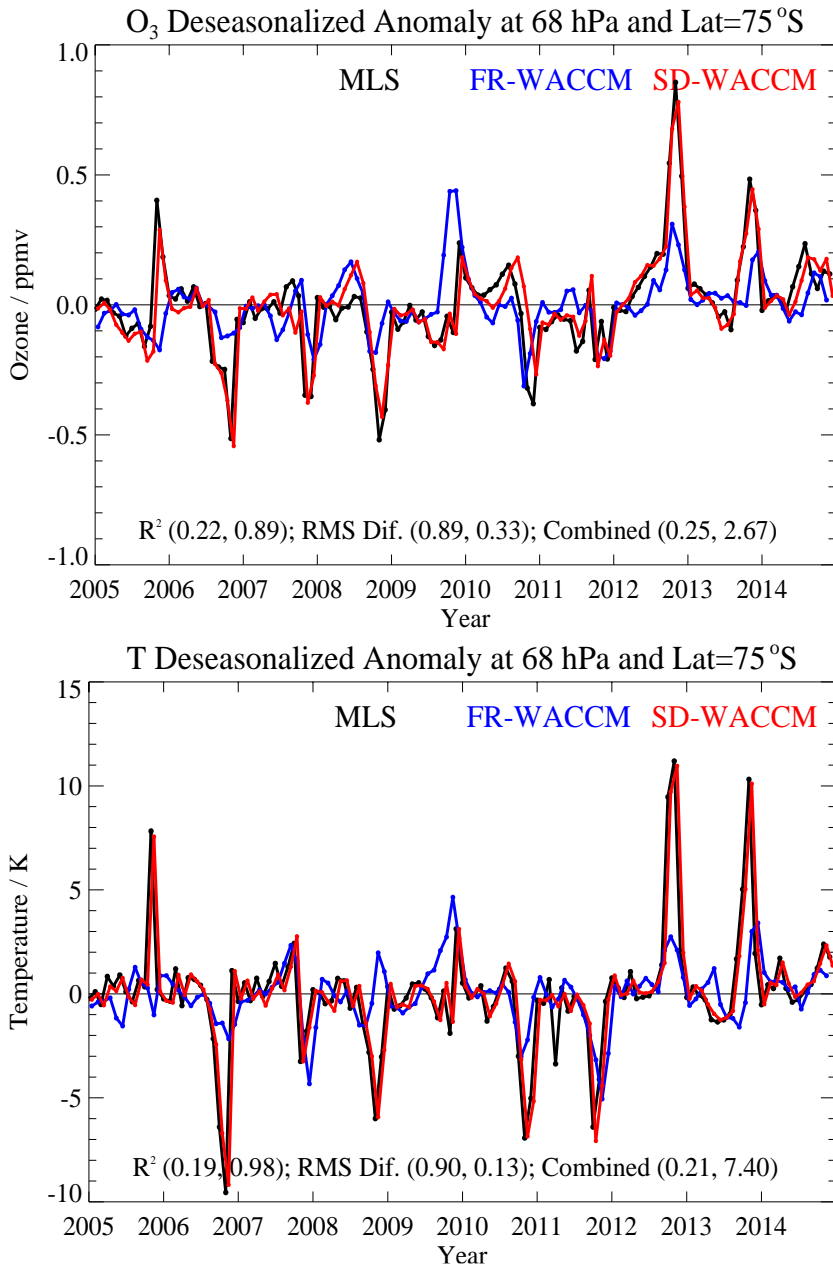 O₃ Deseasonalized Anomaly at 68 hPa and Lat=75°S
1.0
MLS FR-WACCM SD-WACCM
0.5
Ozone / ppmv
0.0
-0.5
R² (0.22, 0.89); RMS Dif. (0.89, 0.33); Combined (0.25, 2.67)
-1.0
2005 2006 2007 2008 2009 2010 2011 2012 2013 2014
Year
T Deseasonalized Anomaly at 68 hPa and Lat=75°S
15
MLS FR-WACCM SD-WACCM
10
5
Temperature / K
0
-5
R² (0.19, 0.98); RMS Dif. (0.90, 0.13); Combined (0.21, 7.40)
-10
2005 2006 2007 2008 2009 2010 2011 2012 2013 2014
Year